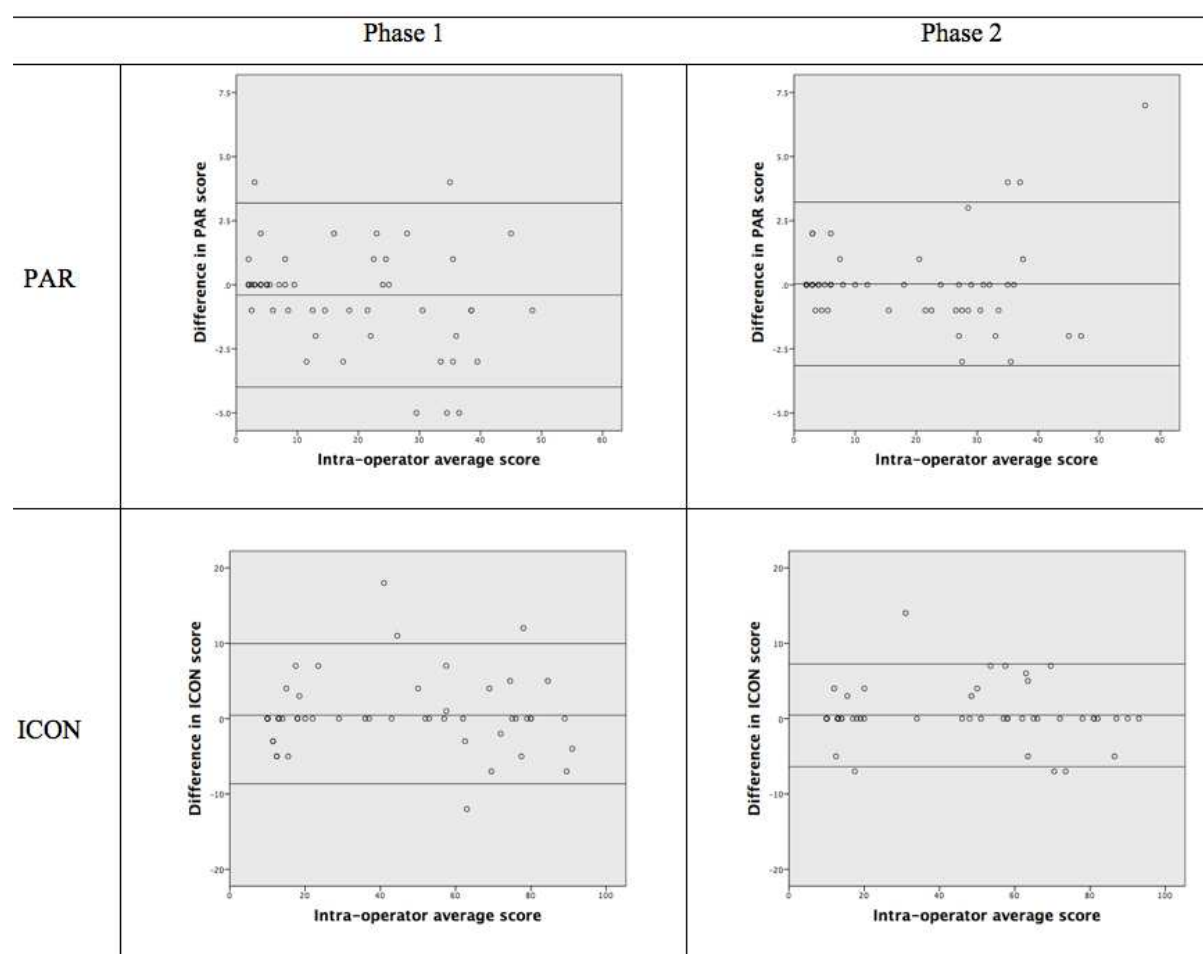 Phase 1 Phase 2
PAR
Difference in PAR score
7.5
5.0
2.5
.0
-2.5
-5.0
0 10 20 30 40 50 60
Intra-operator average score
Difference in PAR score
7.5
5.0
2.5
.0
-2.5
-5.0
0 10 20 30 40 50 60
Intra-operator average score
ICON
Difference in ICON score
20
10
0
-10
-20
0 20 40 60 80 100
Intra-operator average score
Difference in ICON score
20
10
0
-10
-20
0 20 40 60 80 100
Intra-operator average score